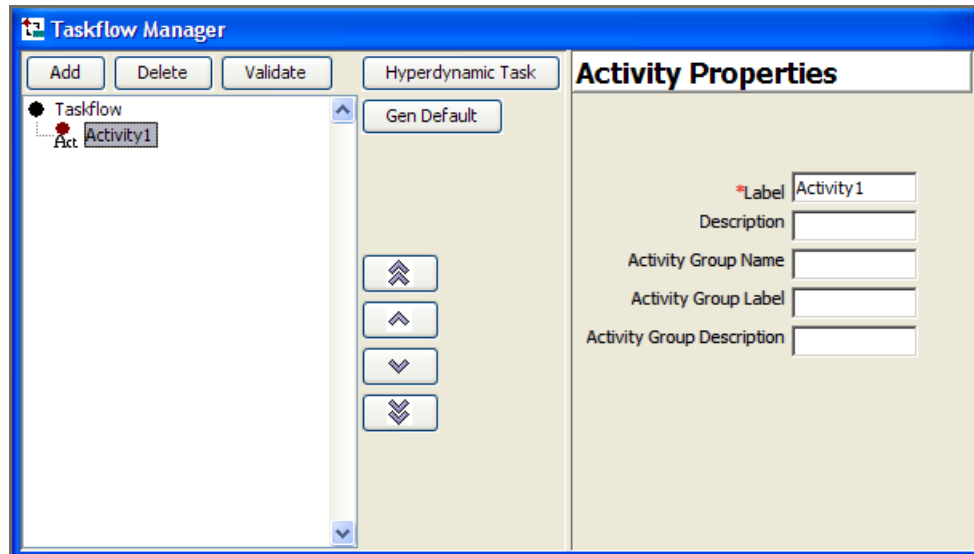 Taskflow Manager
Add Delete Validate Hyperdynamic Task
Gen Default
Taskflow
Act Activity1
Activity Properties
*Label Activity1
Description
Activity Group Name
Activity Group Label
Activity Group Description